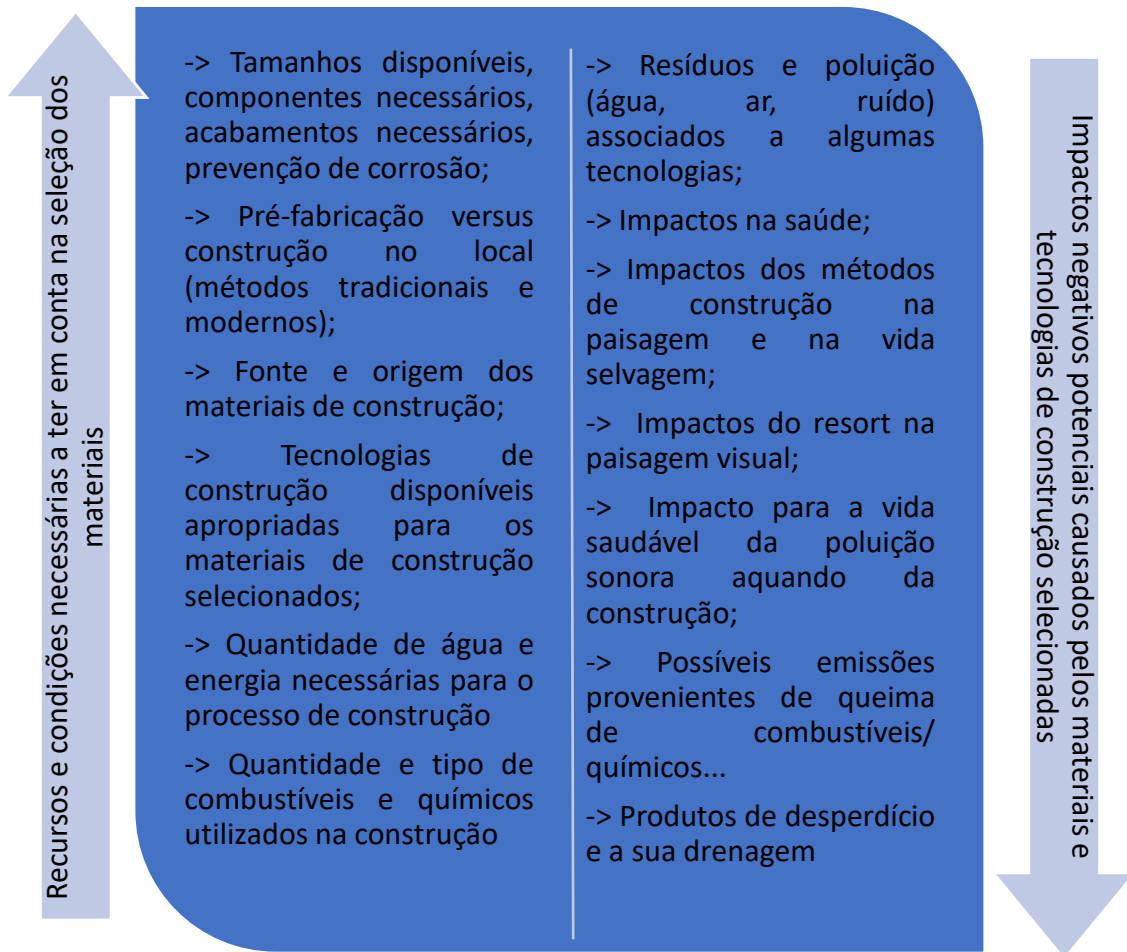 Recursos e condições necessárias a ter em conta na seleção dos
materiais
-> Tamanhos disponíveis,
componentes necessários,
acabamentos necessários,
prevenção de corrosão;
-> Pré-fabricação versus
construção no local
(métodos tradicionais e
modernos);
-> Fonte e origem dos
materiais de construção;
-> Tecnologias de
construção disponíveis
apropriadas para os
materiais de construção
selecionados;
-> Quantidade de água e
energia necessárias para o
processo de construção
-> Quantidade e tipo de
combustíveis e químicos
utilizados na construção
-> Resíduos e poluição
(água, ar, ruído)
associados a algumas
tecnologias;
-> Impactos na saúde;
-> Impactos dos métodos
de construção na
paisagem e na vida
selvagem;
-> Impactos do resort na
paisagem visual;
-> Impacto para a vida
saudável da poluição
sonora aquando da
construção;
-> Possíveis emissões
provenientes de queima
de combustíveis/
químicos...
-> Produtos de desperdício
e a sua drenagem
Impactos negativos potenciais causados pelos materiais e
tecnologias de construção selecionadas